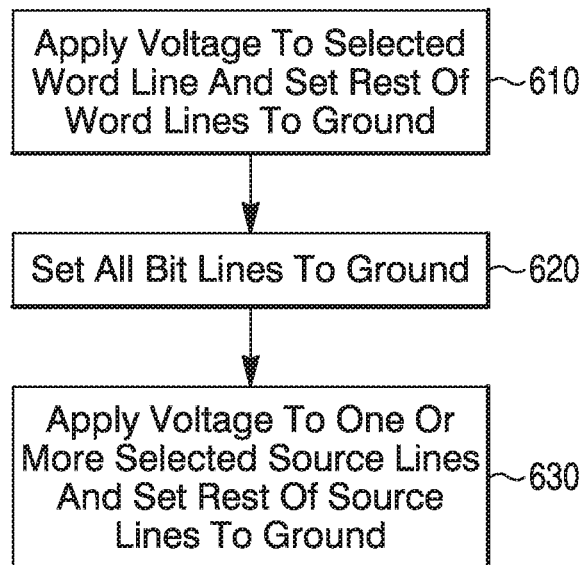 Apply Voltage To Selected
Word Line And Set Rest Of
Word Lines To Ground
610
Set All Bit Lines To Ground
620
Apply Voltage To One Or
More Selected Source Lines
And Set Rest Of Source
Lines To Ground
630